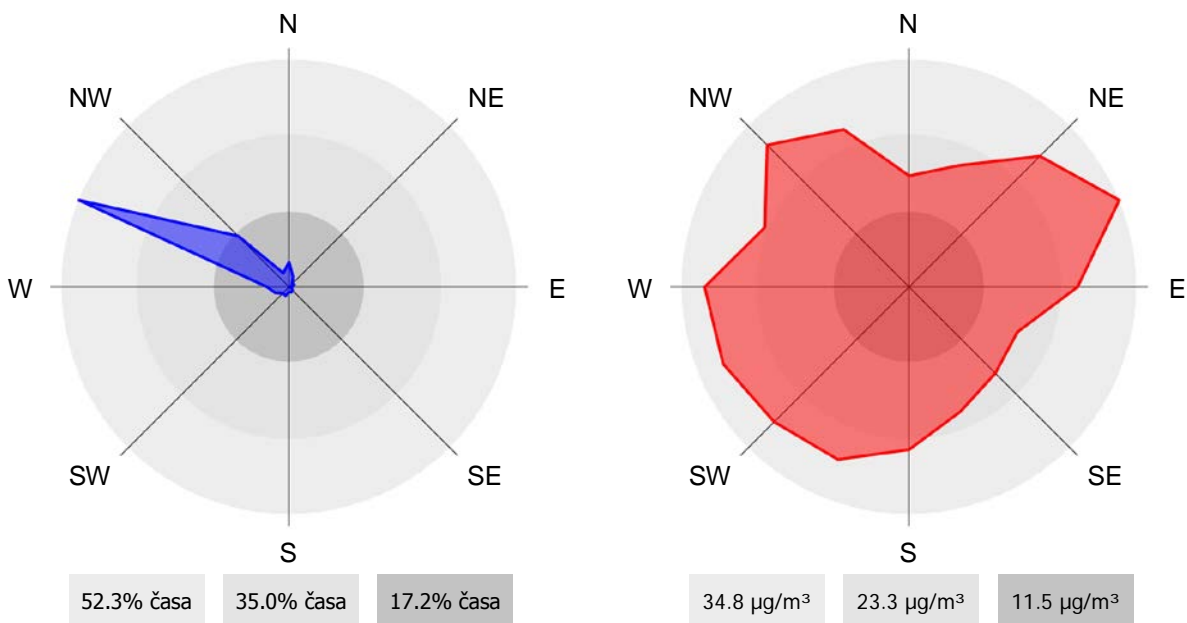 N
NW
NE
W
E
SW
SE
S
52.3% časa
35.0% časa
17.2% časa
N
NW
NE
W
E
SW
SE
S
34.8 µg/m³
23.3 µg/m³
11.5 µg/m³